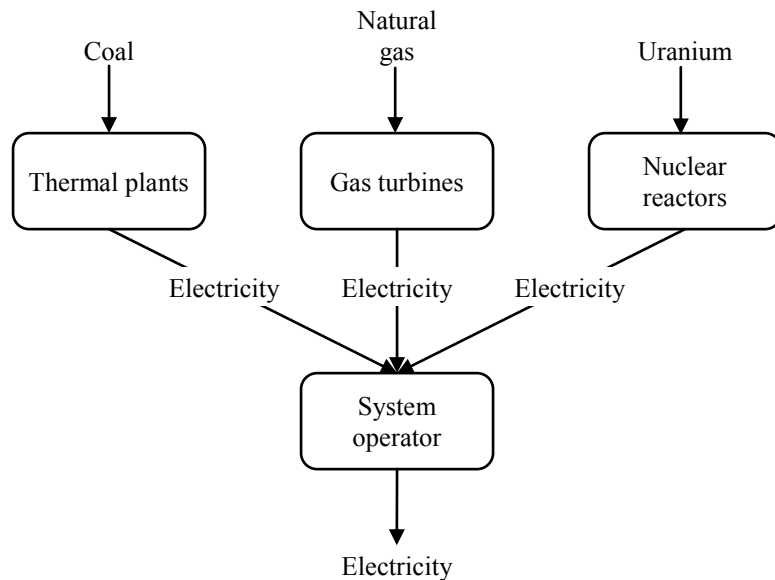 Coal
Natural
gas
Uranium
Thermal plants
Gas turbines
Nuclear
reactors
Electricity
Electricity
Electricity
System
operator
Electricity